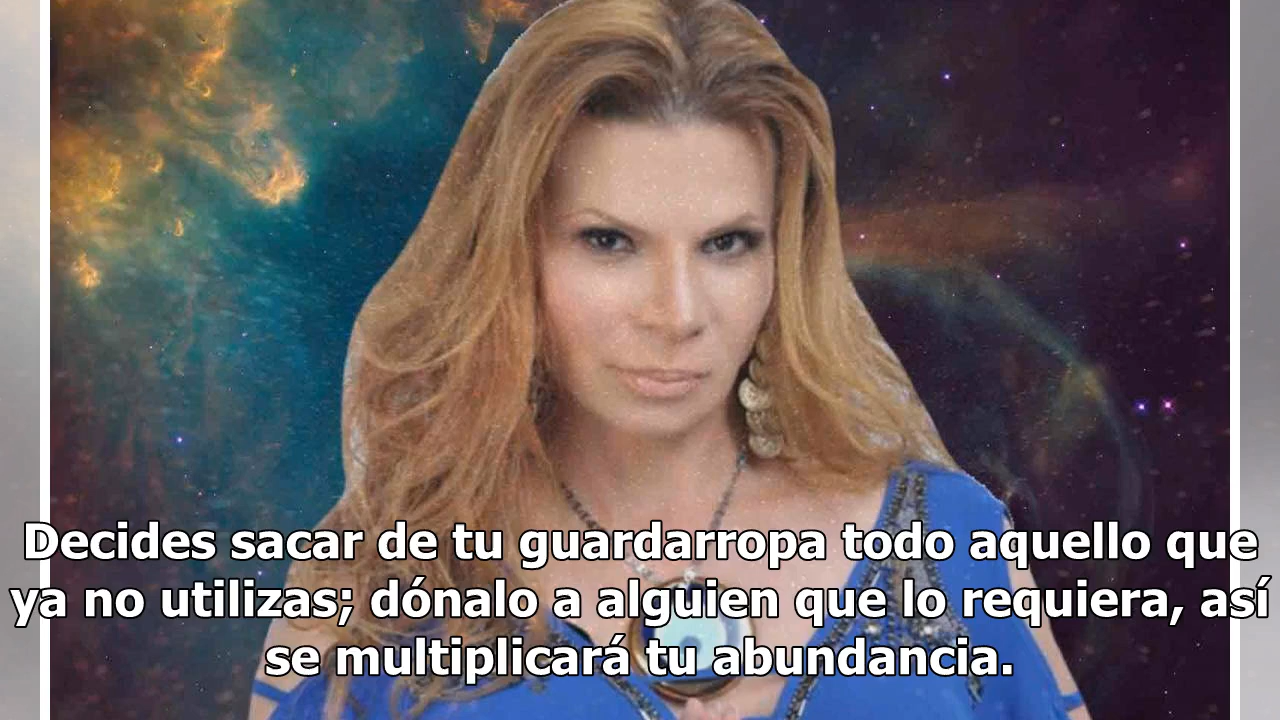 Decides sacar de tu guardarropa todo aquello que
ya no utilizas; dónalo a alguien que lo requiera, así
se multiplicará tu abundancia.